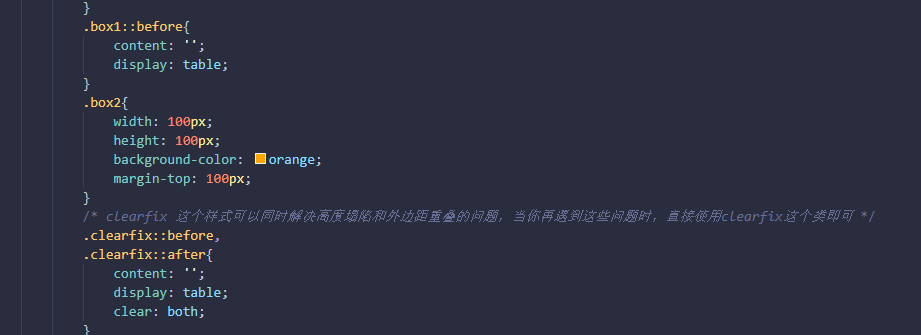 }
.box1::before{
content: '';
display: table;
}
.box2{
width: 100px;
height: 100px;
background-color: orange;
margin-top: 100px;
}
/* clearfix 这个样式可以同时解决高度塌陷和外边距重叠的问题，当你再遇到这些问题时，直接使用clearfix这个类即可 */
.clearfix::before,
.clearfix::after{
content: '';
display: table;
clear: both;
}